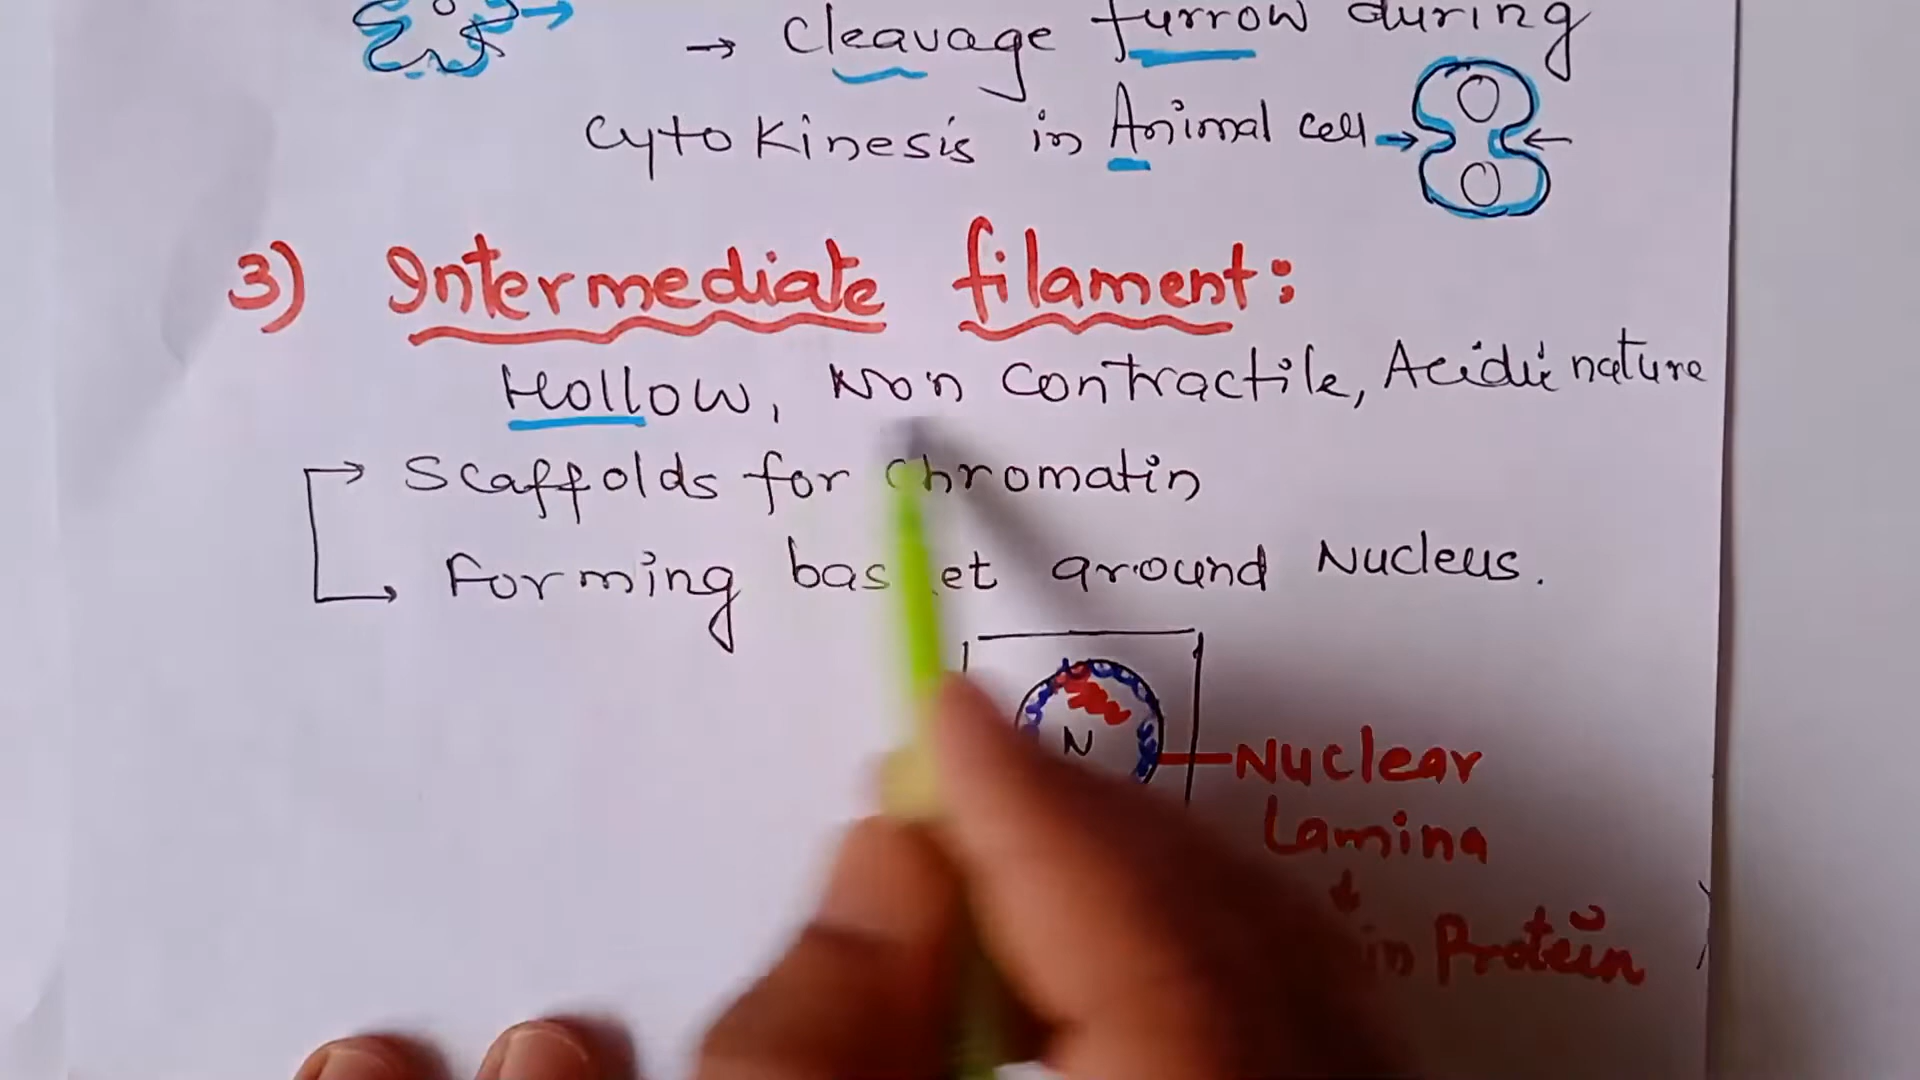 → Cleavage furrow during
Cytokinesis in Animal cell
3) Intermediate filament:
Hollow, Non contractile, Acidic nature
→ Scaffolds for chromatin
→ Forming basket around Nucleus.
N
Nuclear
Lamina
Protein